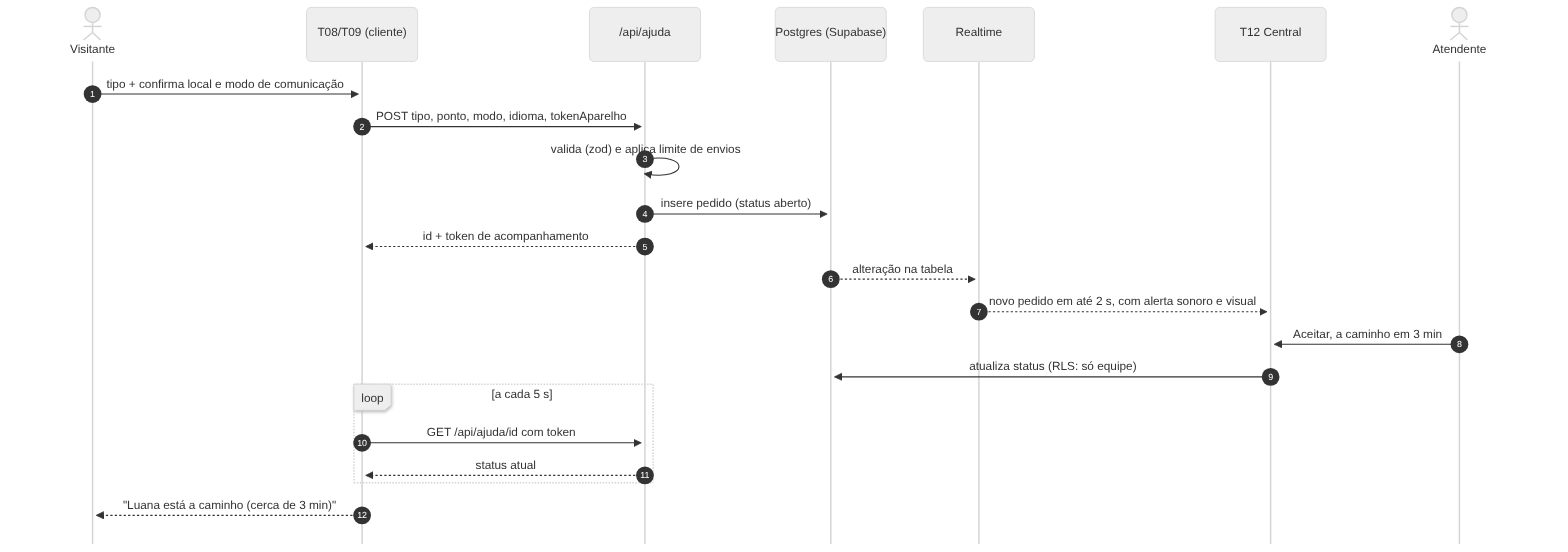 Visitante
T08/T09 (cliente)
/api/ajuda
Postgres (Supabase)
Realtime
T12 Central
Atendente
1 tipo + confirma local e modo de comunicação
2 POST tipo, ponto, modo, idioma, tokenAparelho
3 valida (zod) e aplica limite de envios
4 insere pedido (status aberto)
5 id + token de acompanhamento
6 alteração na tabela
7 novo pedido em até 2 s, com alerta sonoro e visual
8 Aceitar, a caminho em 3 min
9 atualiza status (RLS: só equipe)
loop [a cada 5 s]
10 GET /api/ajuda/id com token
11 status atual
12 "Luana está a caminho (cerca de 3 min)"